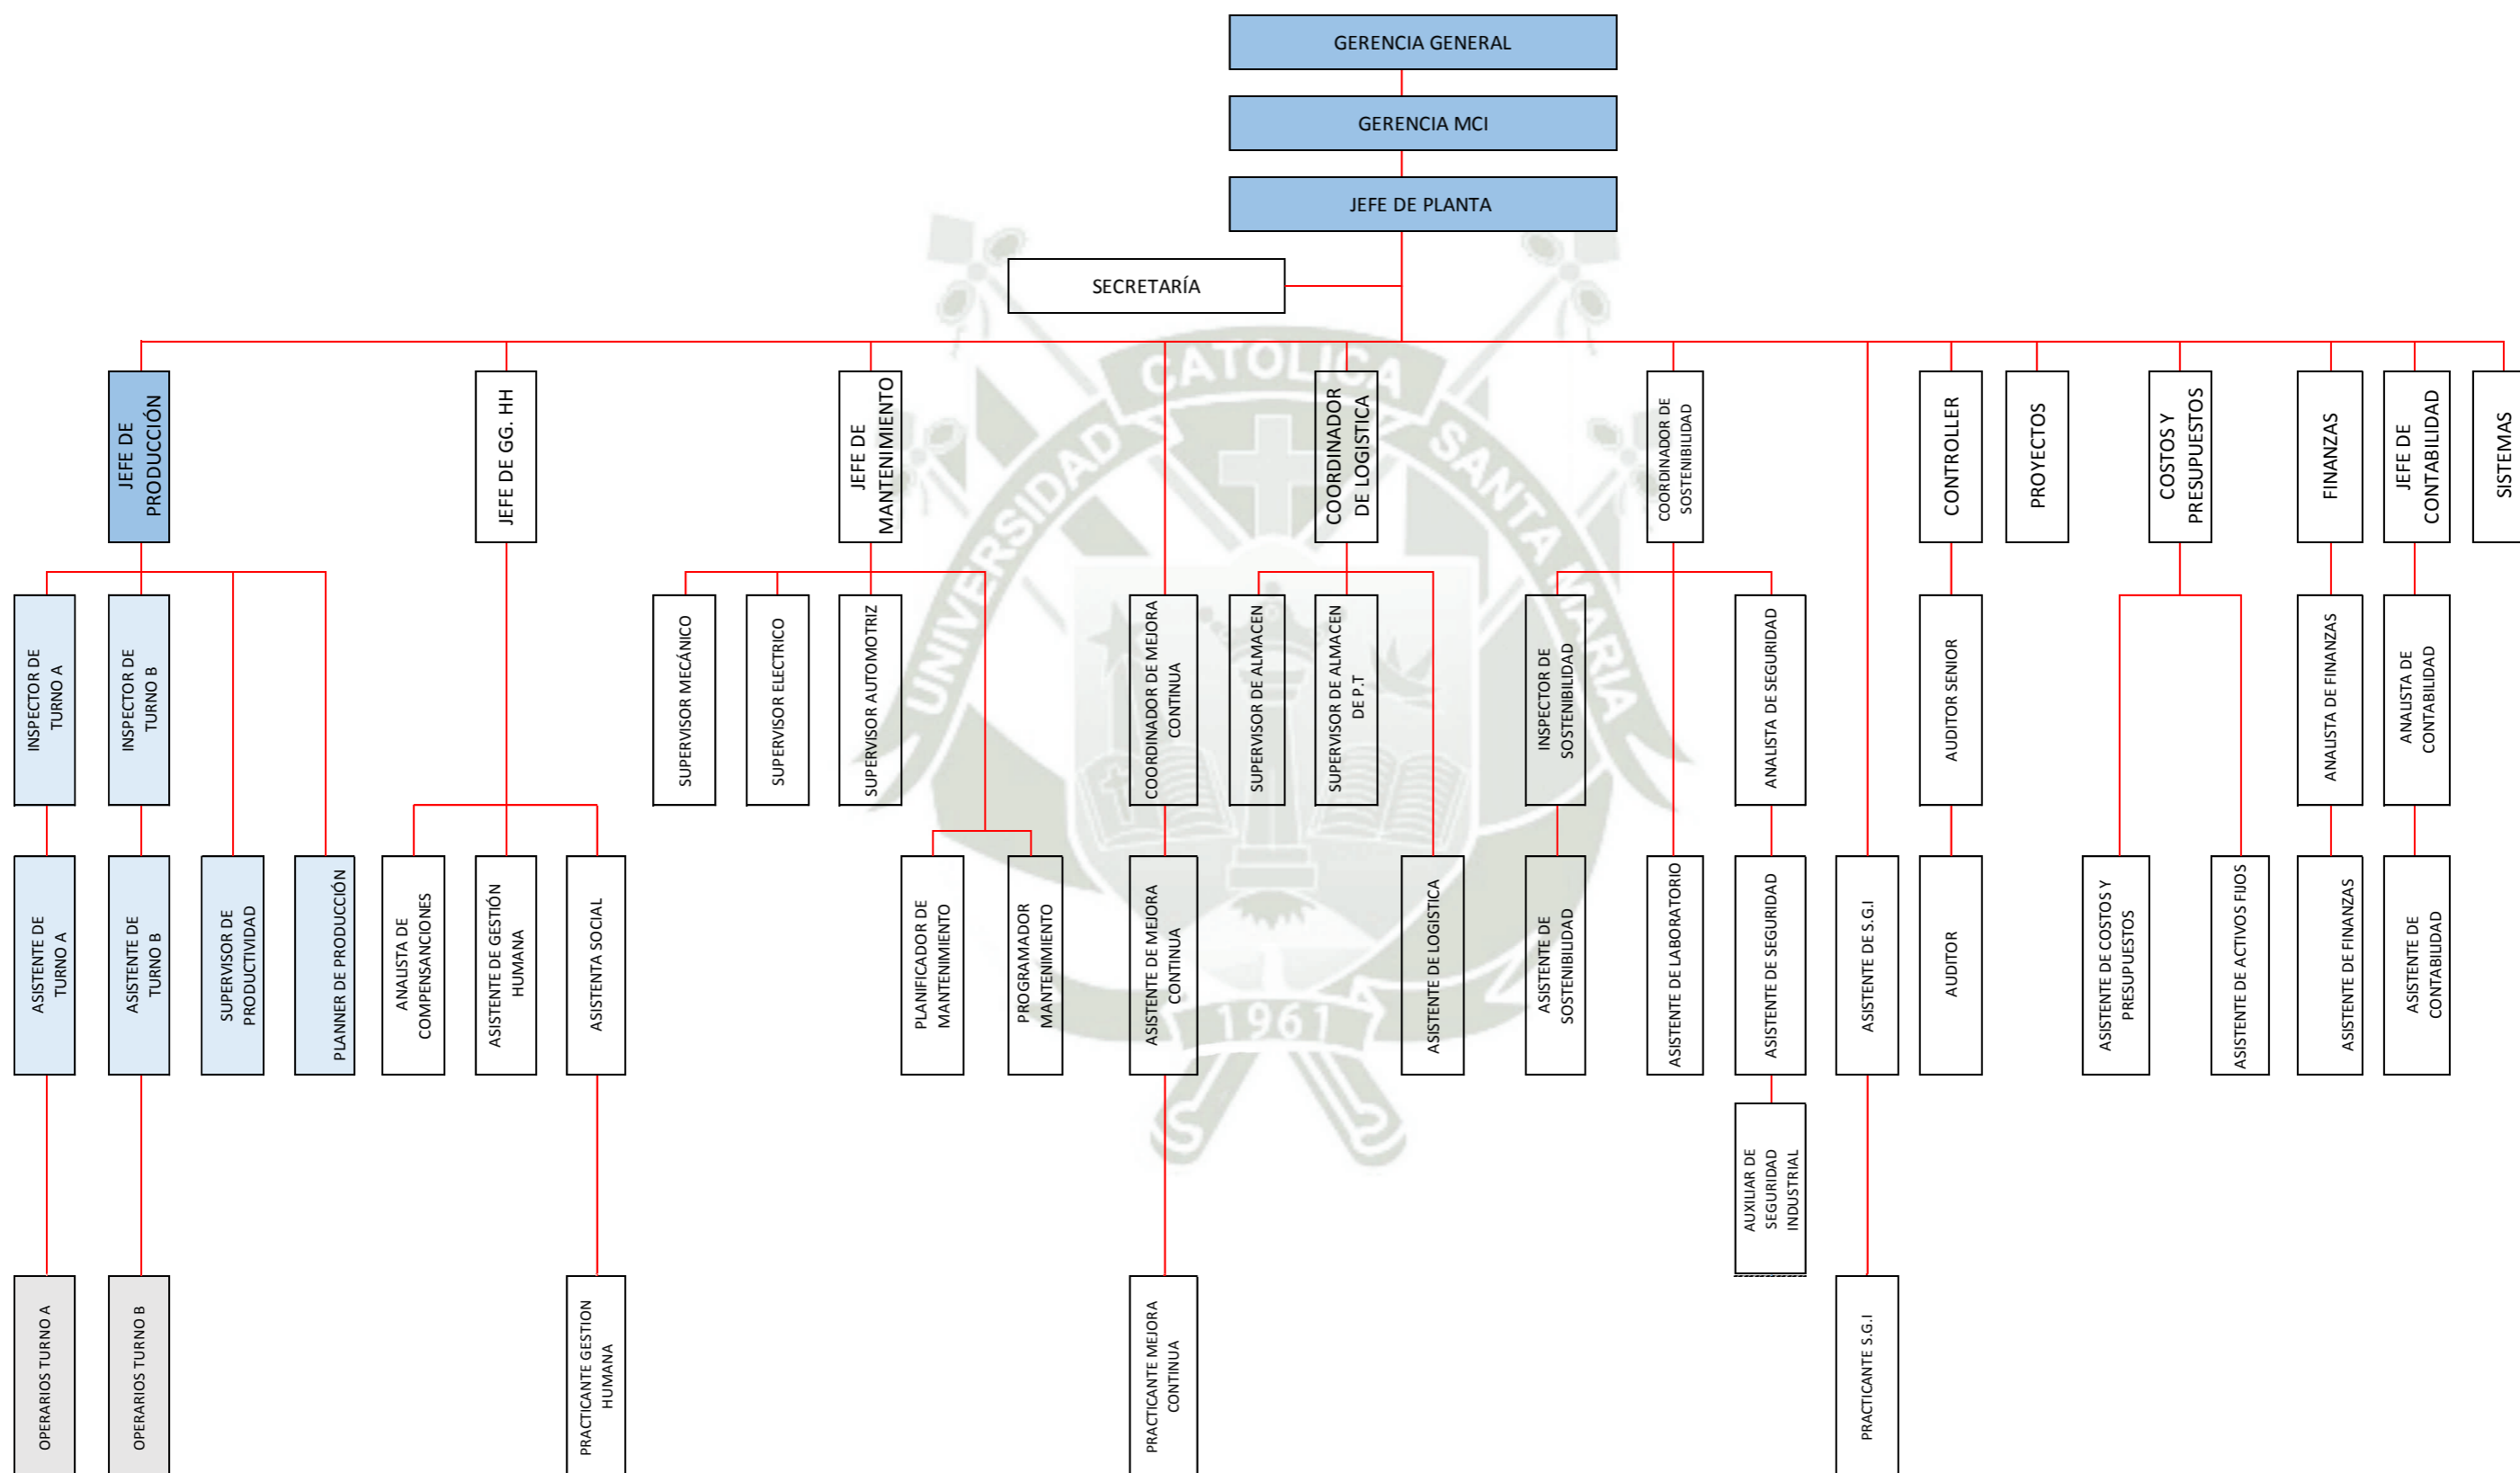 GERENCIA GENERAL
GERENCIA MCI
JEFE DE PLANTA
SECRETARÍA
JEFE DE
PRODUCCIÓN
JEFE DE GG. HH
JEFE DE
MANTENIMIENTO
COORDINADOR
DE LOGISTICA
COORDINADOR DE
SOSTENIBILIDAD
CONTROLLER
PROYECTOS
COSTOS Y
PRESUPUESTOS
FINANZAS
JEFE DE
CONTABILIDAD
SISTEMAS
INSPECTOR DE
TURNO A
INSPECTOR DE
TURNO B
SUPERVISOR MECÁNICO
SUPERVISOR ELECTRICO
SUPERVISOR AUTOMOTRIZ
COORDINADOR DE MEJORA
CONTINUA
SUPERVISOR DE ALMACEN
SUPERVISOR DE ALMACEN
DE P.T
INSPECTOR DE
SOSTENIBILIDAD
ANALISTA DE SEGURIDAD
AUDITOR SENIOR
ANALISTA DE FINANZAS
ANALISTA DE
CONTABILIDAD
ASISTENTE DE
TURNO A
ASISTENTE DE
TURNO B
SUPERVISOR DE
PRODUCTIVIDAD
PLANNER DE PRODUCCIÓN
ANALISTA DE
COMPENSANCIONES
ASISTENTE DE GESTIÓN
HUMANA
ASISTENTA SOCIAL
PLANIFICADOR DE
MANTENIMIENTO
PROGRAMADOR
MANTENIMIENTO
ASISTENTE DE MEJORA
CONTINUA
ASISTENTE DE LOGISTICA
ASISTENTE DE
SOSTENIBILIDAD
ASISTENTE DE LABORATORIO
ASISTENTE DE SEGURIDAD
ASISTENTE DE S.G.I
AUDITOR
ASISTENTE DE COSTOS Y
PRESUPUESTOS
ASISTENTE DE ACTIVOS FIJOS
ASISTENTE DE FINANZAS
ASISTENTE DE
CONTABILIDAD
AUXILIAR DE
SEGURIDAD
INDUSTRIAL
OPERARIOS TURNO A
OPERARIOS TURNO B
PRACTICANTE GESTION
HUMANA
PRACTICANTE MEJORA
CONTINUA
PRACTICANTE S.G.I
UNIVERSIDAD CATOLICA SANTA MARIA
1961